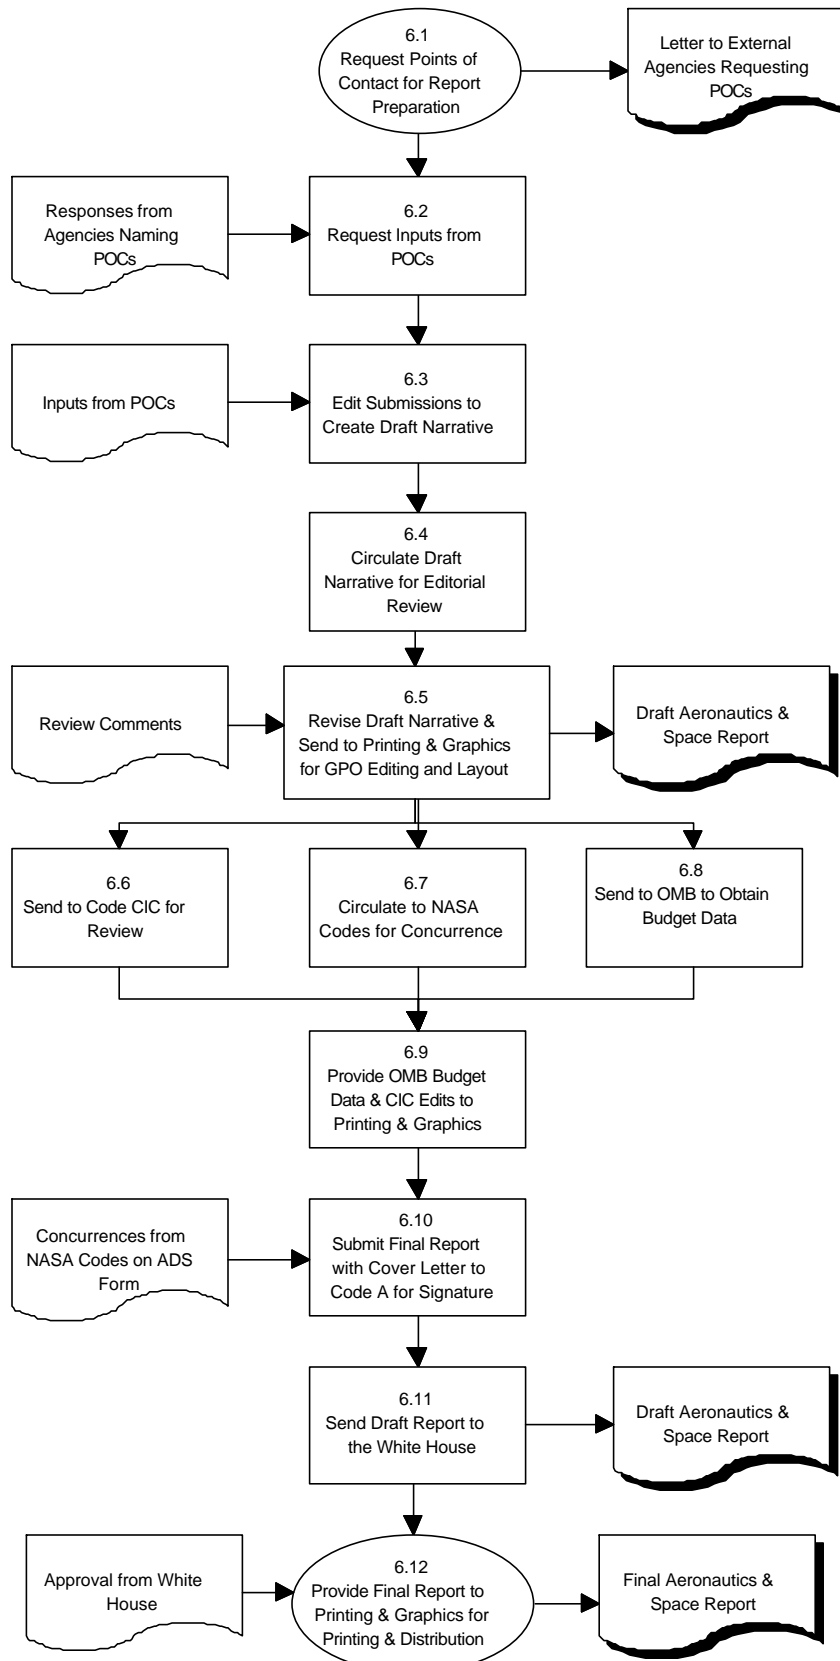 6.1
Request Points of
Contact for Report
Preparation
Letter to External
Agencies Requesting
POCs
Responses from
Agencies Naming
POCs
6.2
Request Inputs from
POCs
Inputs from POCs
6.3
Edit Submissions to
Create Draft Narrative
6.4
Circulate Draft
Narrative for Editorial
Review
Review Comments
6.5
Revise Draft Narrative &
Send to Printing & Graphics
for GPO Editing and Layout
Draft Aeronautics &
Space Report
6.6
Send to Code CIC for
Review
6.7
Circulate to NASA
Codes for Concurrence
6.8
Send to OMB to Obtain
Budget Data
6.9
Provide OMB Budget
Data & CIC Edits to
Printing & Graphics
Concurrences from
NASA Codes on ADS
Form
6.10
Submit Final Report
with Cover Letter to
Code A for Signature
6.11
Send Draft Report to
the White House
Draft Aeronautics &
Space Report
Approval from White
House
6.12
Provide Final Report to
Printing & Graphics for
Printing & Distribution
Final Aeronautics &
Space Report